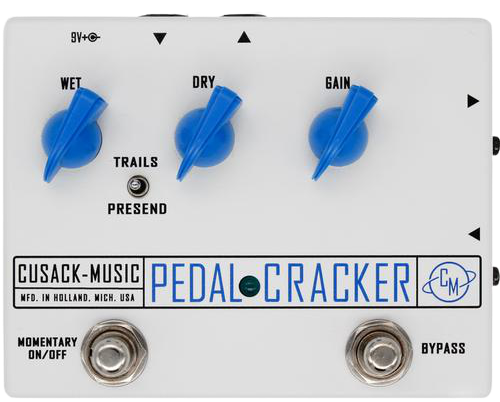 9V+
WET
DRY
GAIN
TRAILS
PRESEND
CUSACK-MUSIC
MFD. IN HOLLAND, MICH. USA
PEDAL CRACKER
CM
MOMENTARY
ON/OFF
BYPASS